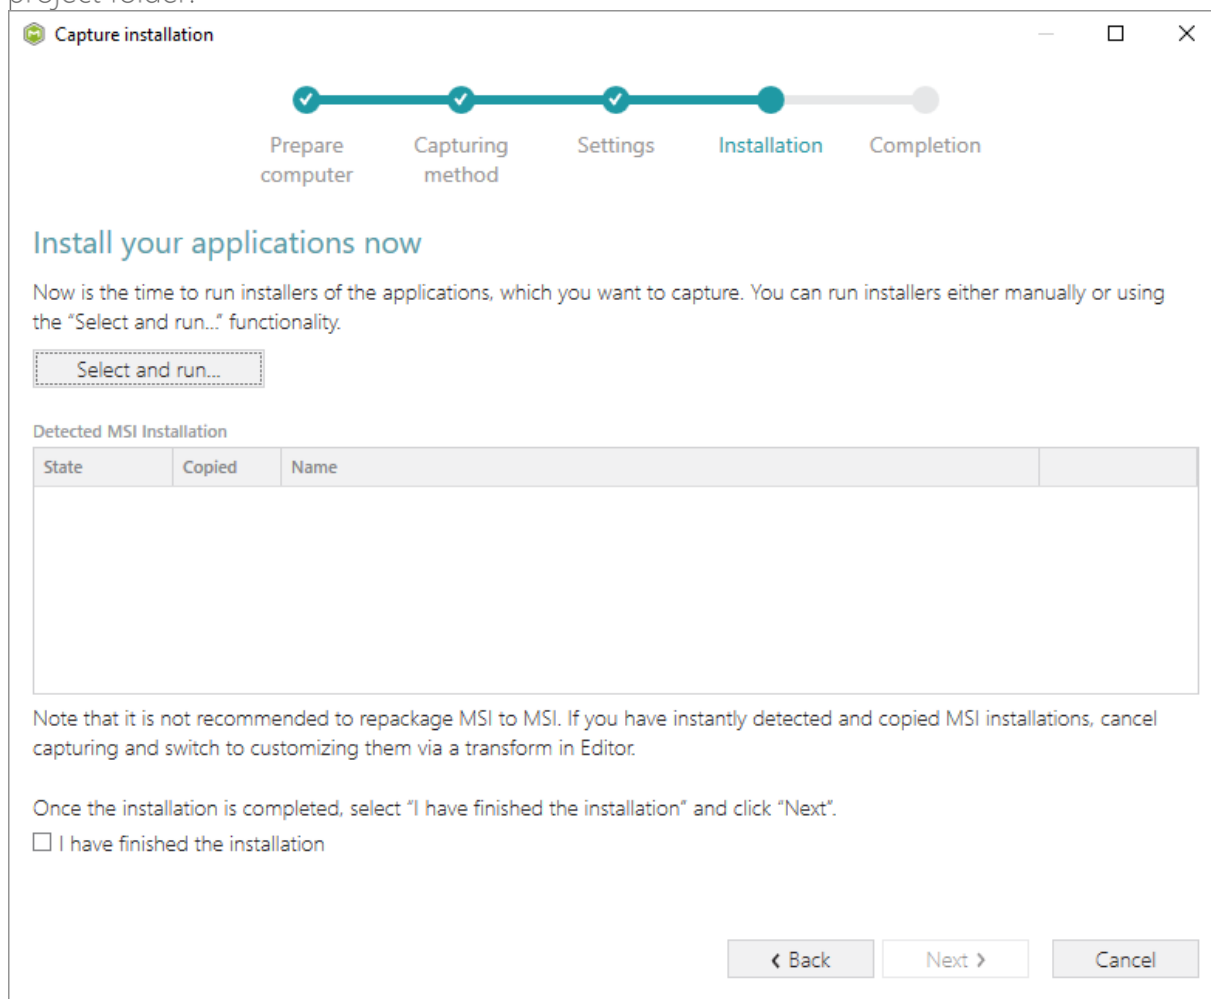 project folder.
Capture installation
Prepare computer
Capturing method
Settings
Installation
Completion
Install your applications now
Now is the time to run installers of the applications, which you want to capture. You can run installers either manually or using
the “Select and run...” functionality.
Select and run...
Detected MSI Installation
State Copied Name
Note that it is not recommended to repackage MSI to MSI. If you have instantly detected and copied MSI installations, cancel
capturing and switch to customizing them via a transform in Editor.
Once the installation is completed, select “I have finished the installation” and click “Next”.
I have finished the installation
Back Next Cancel